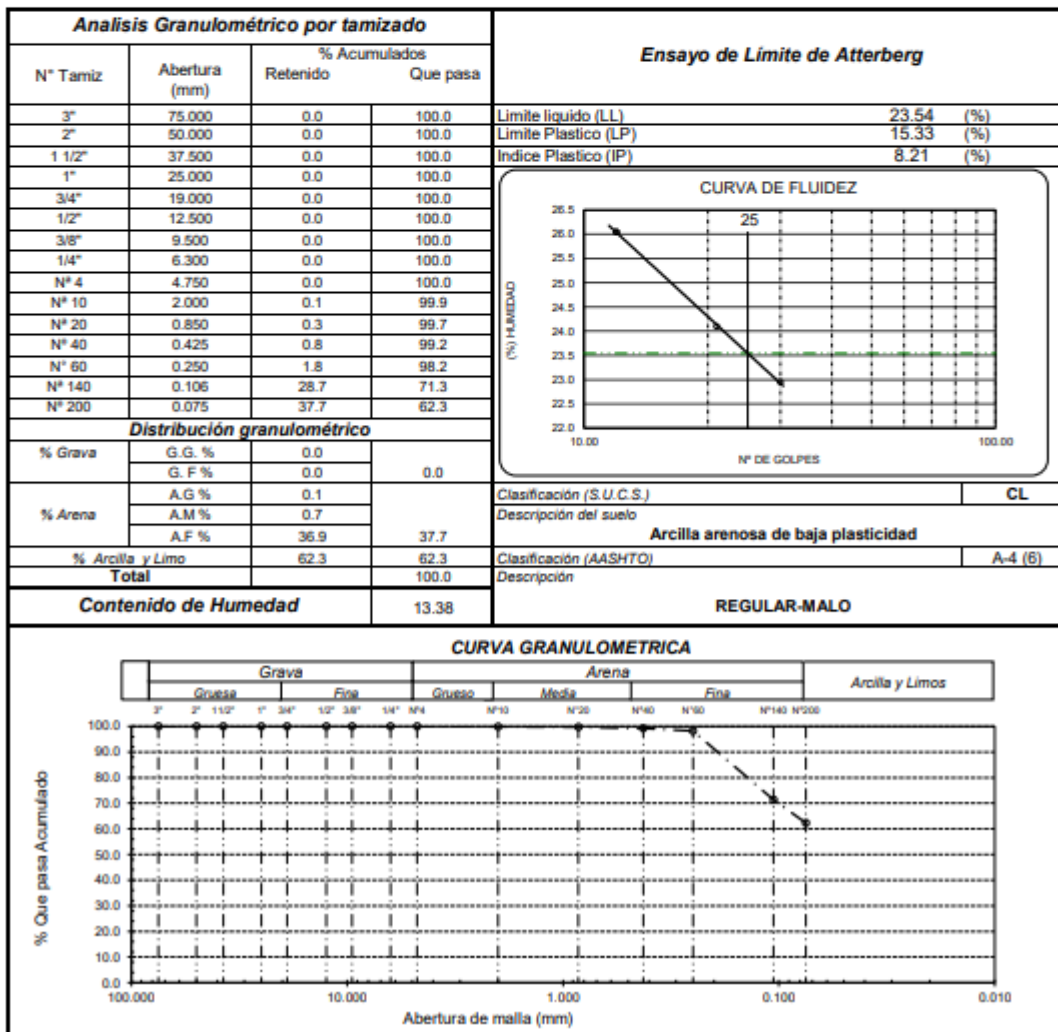 Analisis Granulométrico por tamizado
N° Tamiz Abertura (mm) % Acumulados Retenido Que pasa
3" 75.000 0.0 100.0
2" 50.000 0.0 100.0
1 1/2" 37.500 0.0 100.0
1" 25.000 0.0 100.0
3/4" 19.000 0.0 100.0
1/2" 12.500 0.0 100.0
3/8" 9.500 0.0 100.0
1/4" 6.300 0.0 100.0
Nª 4 4.750 0.0 100.0
Nª 10 2.000 0.1 99.9
Nª 20 0.850 0.3 99.7
Nª 40 0.425 0.8 99.2
N° 60 0.250 1.8 98.2
Nª 140 0.106 28.7 71.3
Nª 200 0.075 37.7 62.3
Distribución granulométrico
% Grava G.G. % 0.0
G. F % 0.0 0.0
A.G % 0.1
% Arena A.M % 0.7
A.F % 36.9 37.7
% Arcilla y Limo 62.3 62.3
Total 100.0
Contenido de Humedad 13.38
Ensayo de Límite de Atterberg
Limite liquido (LL) 23.54 (%)
Limite Plastico (LP) 15.33 (%)
Indice Plastico (IP) 8.21 (%)
CURVA DE FLUIDEZ
25
26.5
26.0
25.5
25.0
24.5
24.0
23.5
23.0
22.5
22.0
(%) HUMEDAD
10.00 100.00
Nº DE GOLPES
Clasificación (S.U.C.S.) CL
Descripción del suelo
Arcilla arenosa de baja plasticidad
Clasificación (AASHTO) A-4 (6)
Descripción
REGULAR-MALO
CURVA GRANULOMETRICA
Grava Arena Arcilla y Limos
Gruesa Fina Grueso Media Fina
3" 2" 1 1/2" 1" 3/4" 1/2" 3/8" 1/4" N°4 N°10 N°20 N°40 N°60 N°140 N°200
100.0
90.0
80.0
70.0
60.0
50.0
40.0
30.0
20.0
10.0
0.0
% Que pasa Acumulado
100.000 10.000 1.000 0.100 0.010
Abertura de malla (mm)